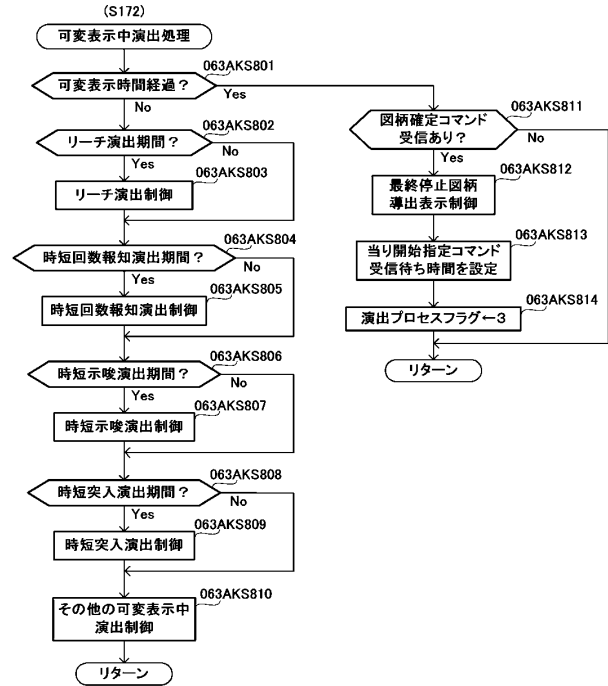 (S172)
可変表示中演出処理
063AKS801
可変表示時間経過？
Yes
No
063AKS802
リーチ演出期間？
No
Yes
063AKS803
リーチ演出制御
063AKS804
時短回数報知演出期間？
No
Yes
063AKS805
時短回数報知演出制御
063AKS806
時短示唆演出期間？
No
Yes
063AKS807
時短示唆演出制御
063AKS808
時短突入演出期間？
No
Yes
063AKS809
時短突入演出制御
063AKS810
その他の可変表示中
演出制御
リターン
063AKS811
図柄確定コマンド
受信あり？
No
Yes
063AKS812
最終停止図柄
導出表示制御
063AKS813
当り開始指定コマンド
受信待ち時間を設定
063AKS814
演出プロセスフラグ←3
リターン